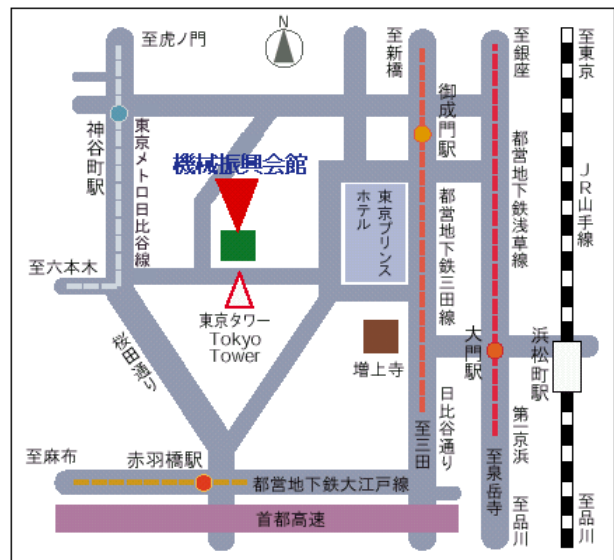 至虎ノ門
N
至新橋
至銀座
至東京
御成門駅
神谷町駅
東京メトロ日比谷線
機械振興会館
都営地下鉄浅草線
JR山手線
東京プリンス
ホテル
都営地下鉄三田線
至六本木
東京タワー
Tokyo
Tower
桜田通り
増上寺
大門駅
浜松町駅
日比谷通り
第一京浜
至三田
至泉岳寺
至麻布
赤羽橋駅
都営地下鉄大江戸線
首都高速
至品川
至品川